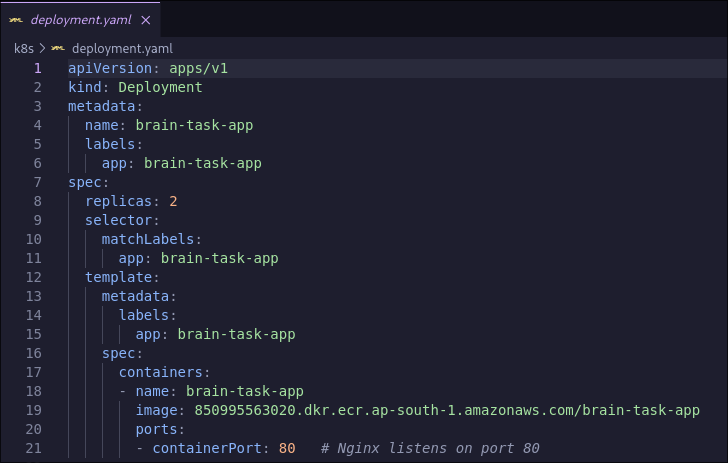 deployment.yaml
k8s > deployment.yaml
1 apiVersion: apps/v1
2 kind: Deployment
3 metadata:
4   name: brain-task-app
5   labels:
6     app: brain-task-app
7 spec:
8   replicas: 2
9   selector:
10     matchLabels:
11       app: brain-task-app
12   template:
13     metadata:
14       labels:
15         app: brain-task-app
16     spec:
17       containers:
18       - name: brain-task-app
19         image: 850995563020.dkr.ecr.ap-south-1.amazonaws.com/brain-task-app
20         ports:
21         - containerPort: 80   # Nginx listens on port 80